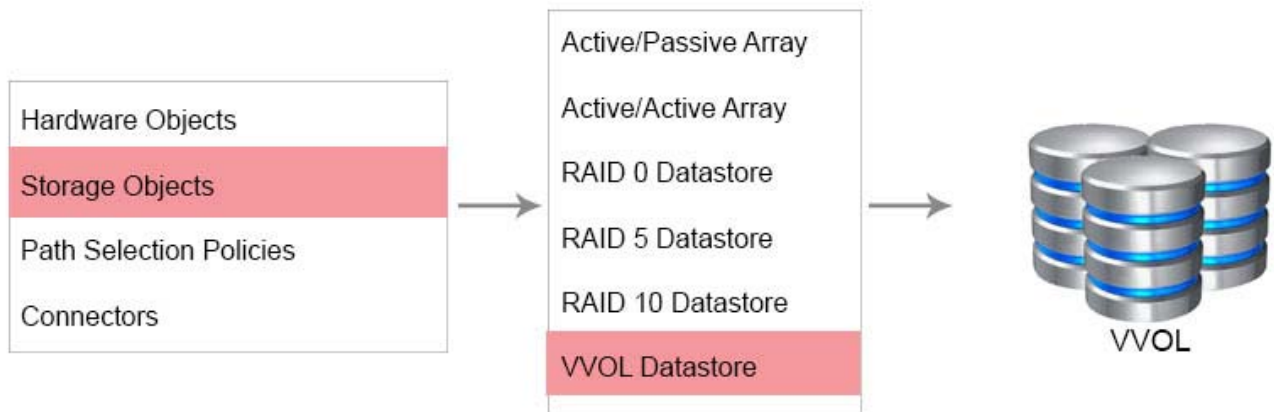 Hardware Objects
Storage Objects
Path Selection Policies
Connectors
Active/Passive Array
Active/Active Array
RAID 0 Datastore
RAID 5 Datastore
RAID 10 Datastore
VVOL Datastore
VVOL